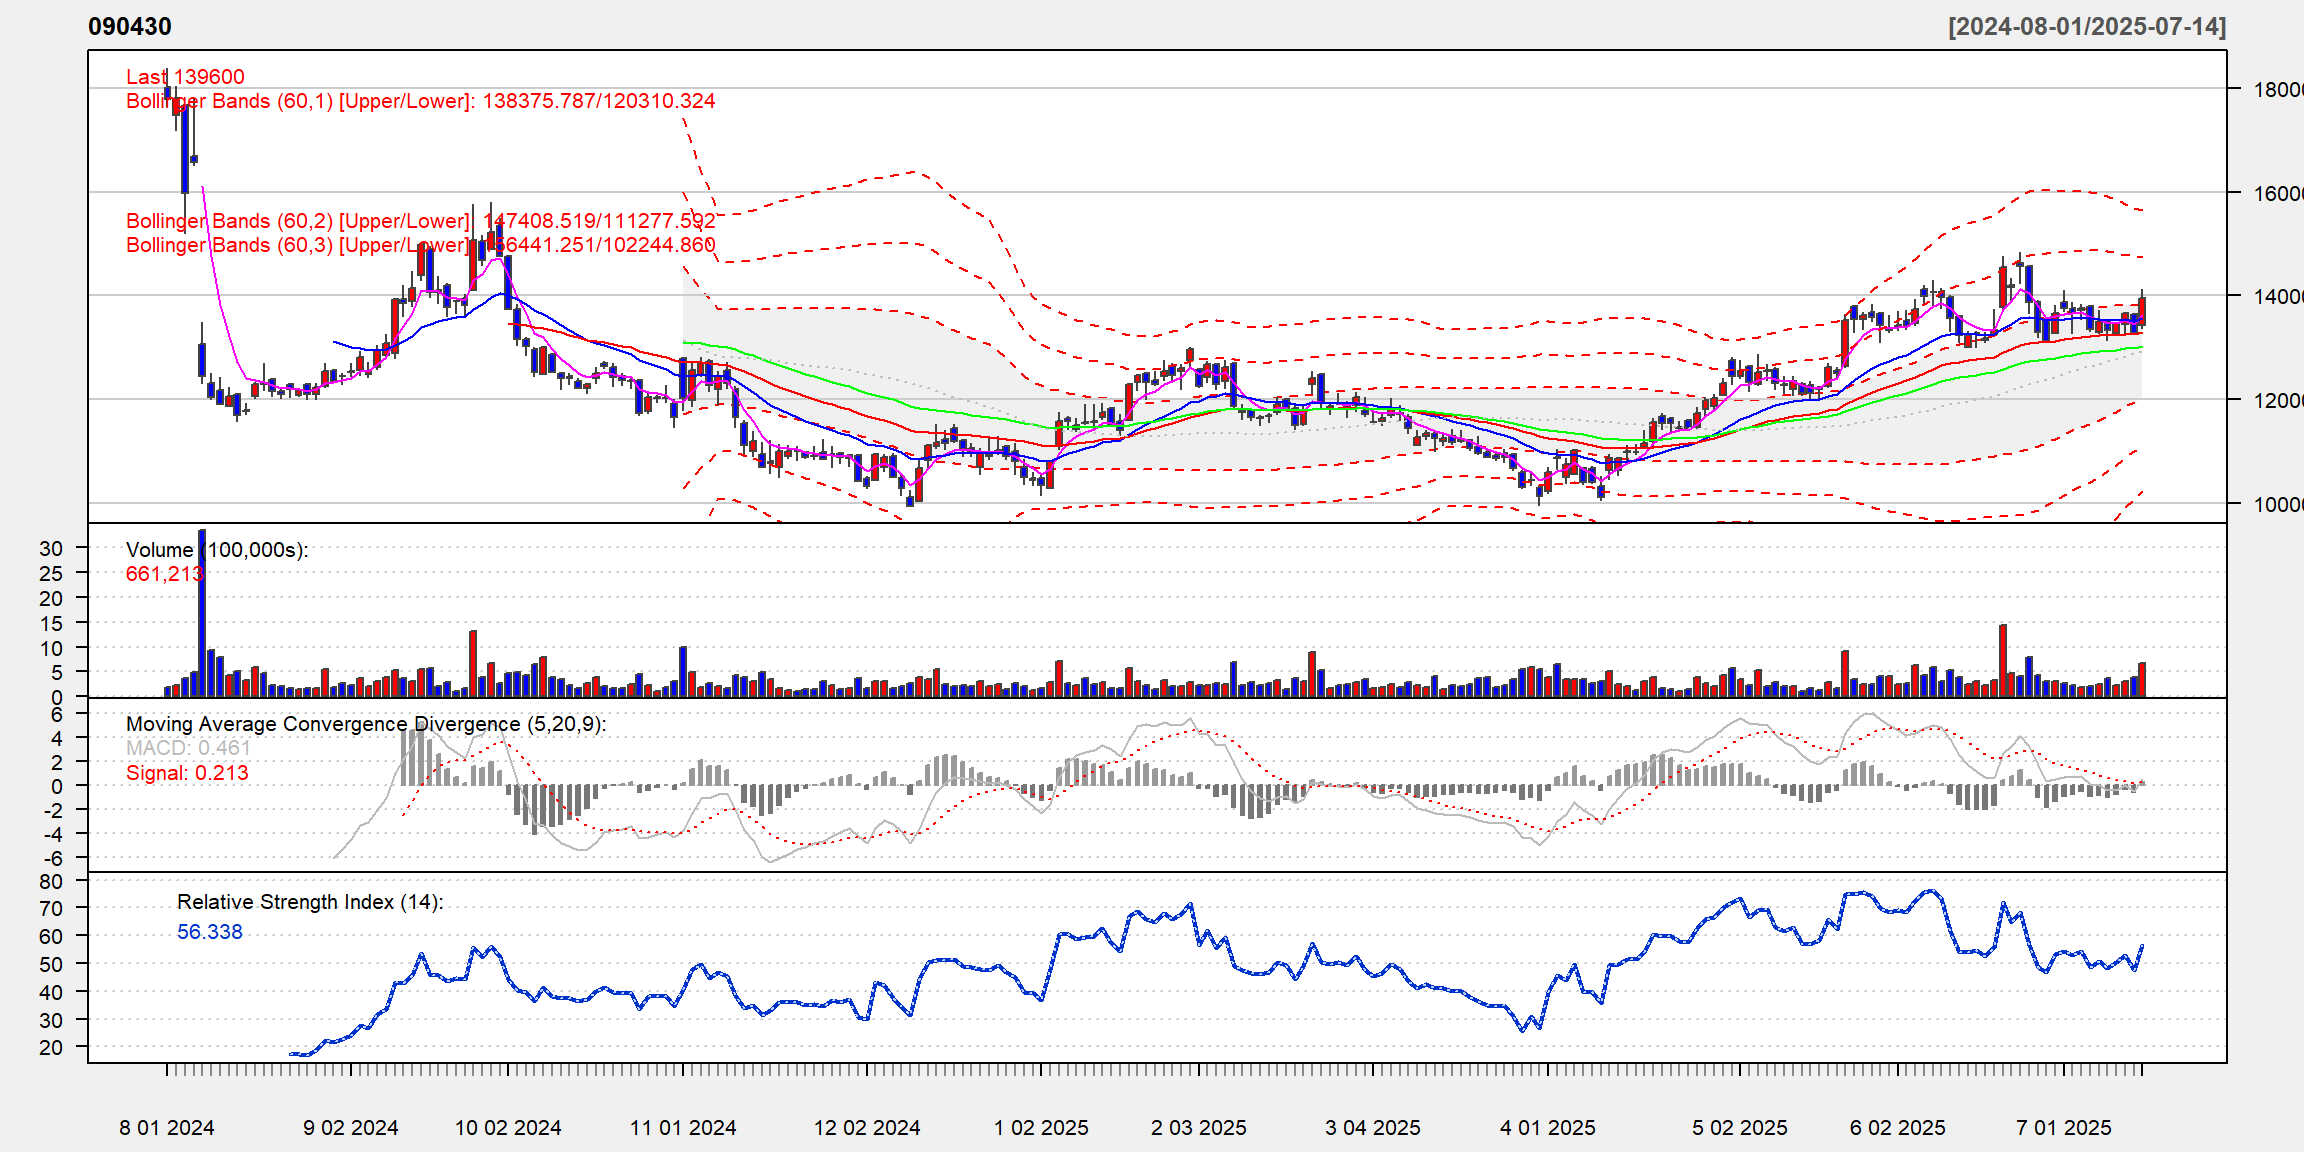 090430 [2024-08-01/2025-07-14]
Last 139600
Bollinger Bands (60,1) [Upper/Lower]: 138375.787/120310.324
Bollinger Bands (60,2) [Upper/Lower]: 147408.519/111277.592
Bollinger Bands (60,3) [Upper/Lower]: 156441.251/102244.860
18000
16000
14000
12000
10000
Volume (100,000s):
661,213
30
25
20
15
10
5
0
Moving Average Convergence Divergence (5,20,9):
MACD: 0.461
Signal: 0.213
6
4
2
0
-2
-4
-6
Relative Strength Index (14):
56.338
80
70
60
50
40
30
20
8 01 2024 9 02 2024 10 02 2024 11 01 2024 12 02 2024 1 02 2025 2 03 2025 3 04 2025 4 01 2025 5 02 2025 6 02 2025 7 01 2025